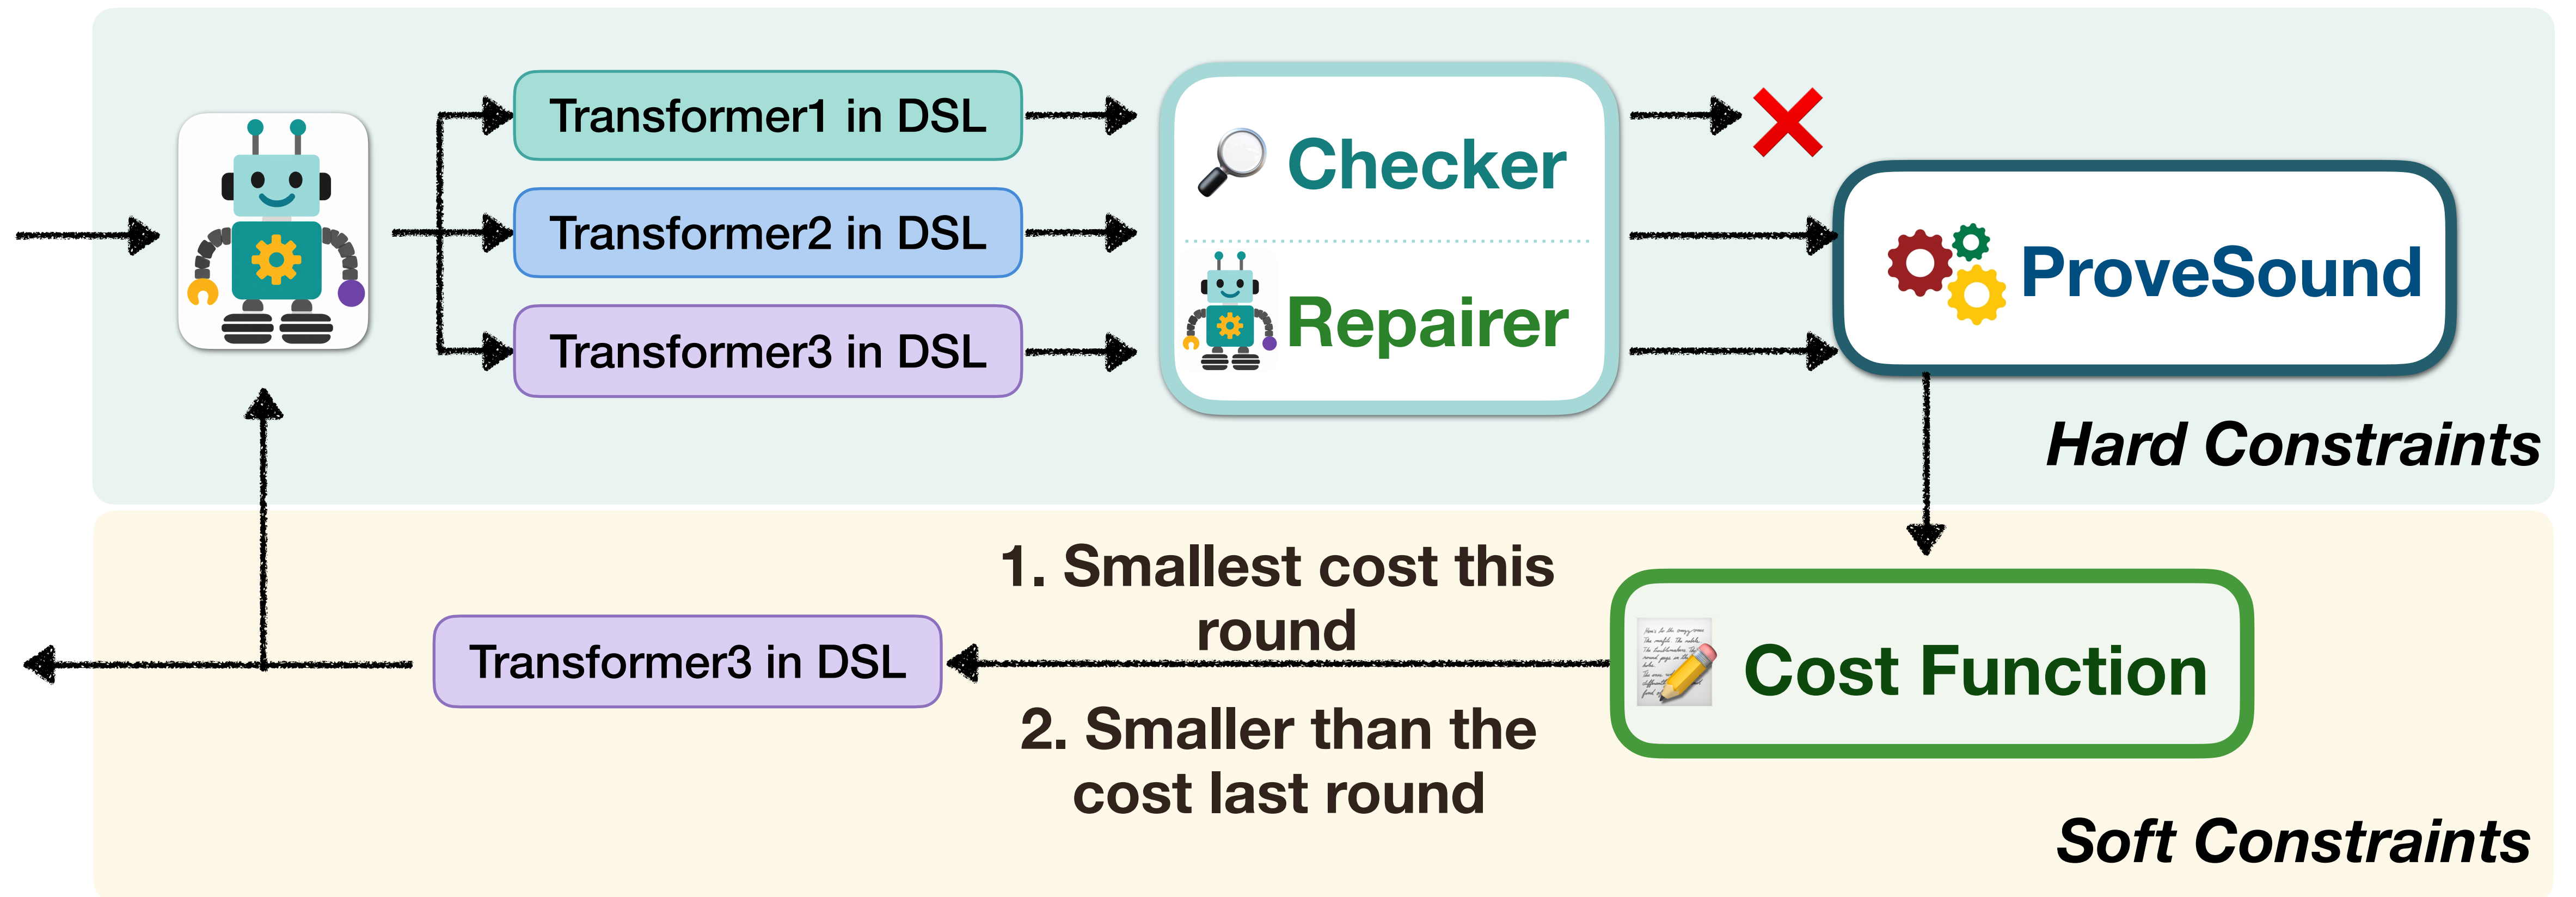 Transformer1 in DSL
Transformer2 in DSL
Transformer3 in DSL
Checker
Repairer
ProveSound
Hard Constraints
1. Smallest cost this
round
Transformer3 in DSL
2. Smaller than the
cost last round
Cost Function
Soft Constraints